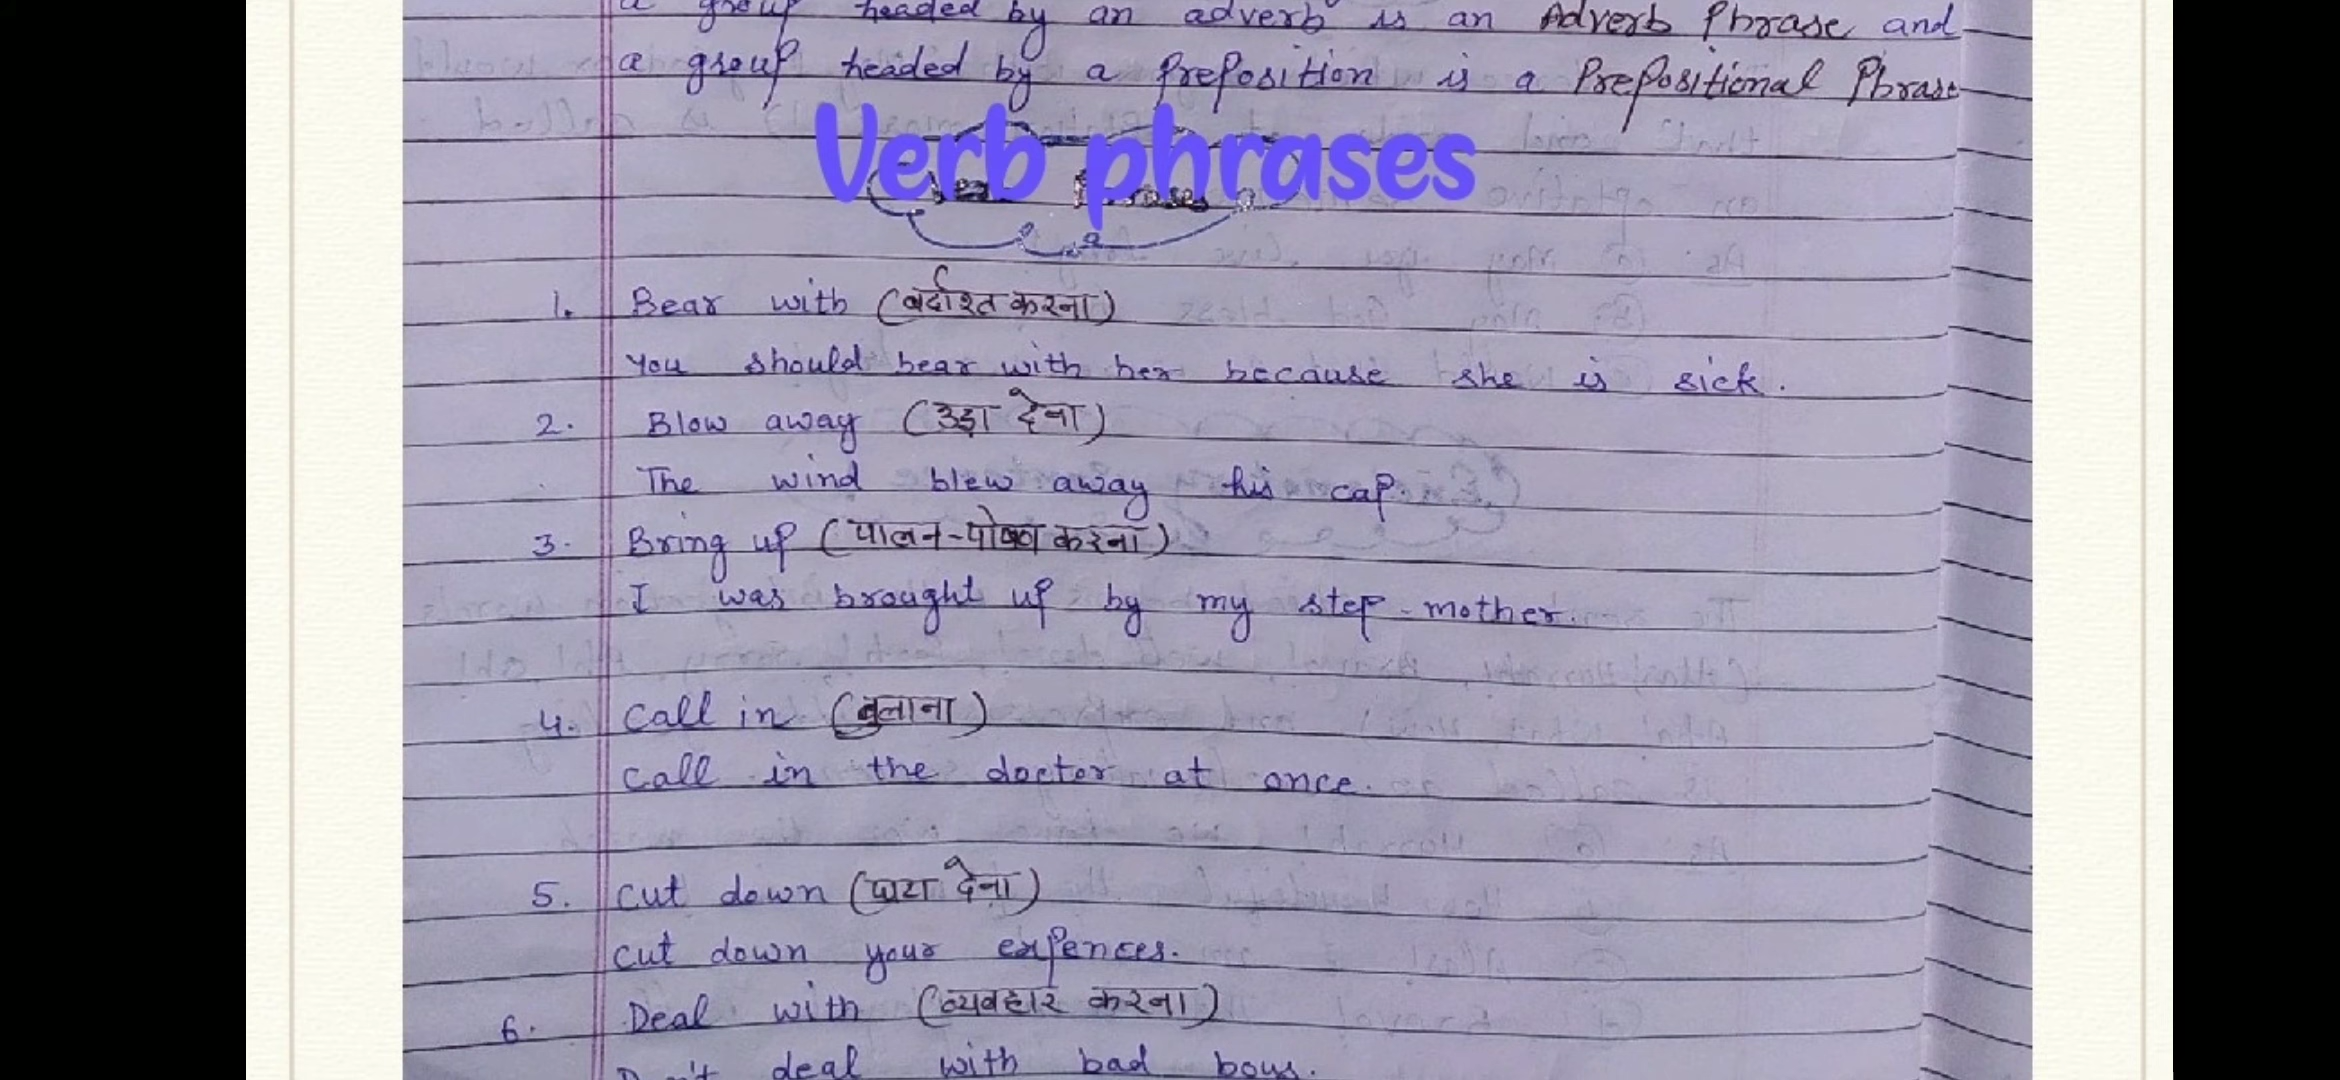 a group headed by an adverb is an Adverb Phrase and
a group headed by a preposition is a Prepositional Phrase
Verb phrases
1. Bear with (बर्दाश्त करना)
You should bear with her because she is sick.
2. Blow away (उड़ा देना)
The wind blew away his cap.
3. Bring up (पालन-पोषण करना)
I was brought up by my step-mother.
4. Call in (बुलाना)
Call in the doctor at once.
5. Cut down (घटा देना)
Cut down your expences.
6. Deal with (व्यवहार करना)
Don't deal with bad boys.